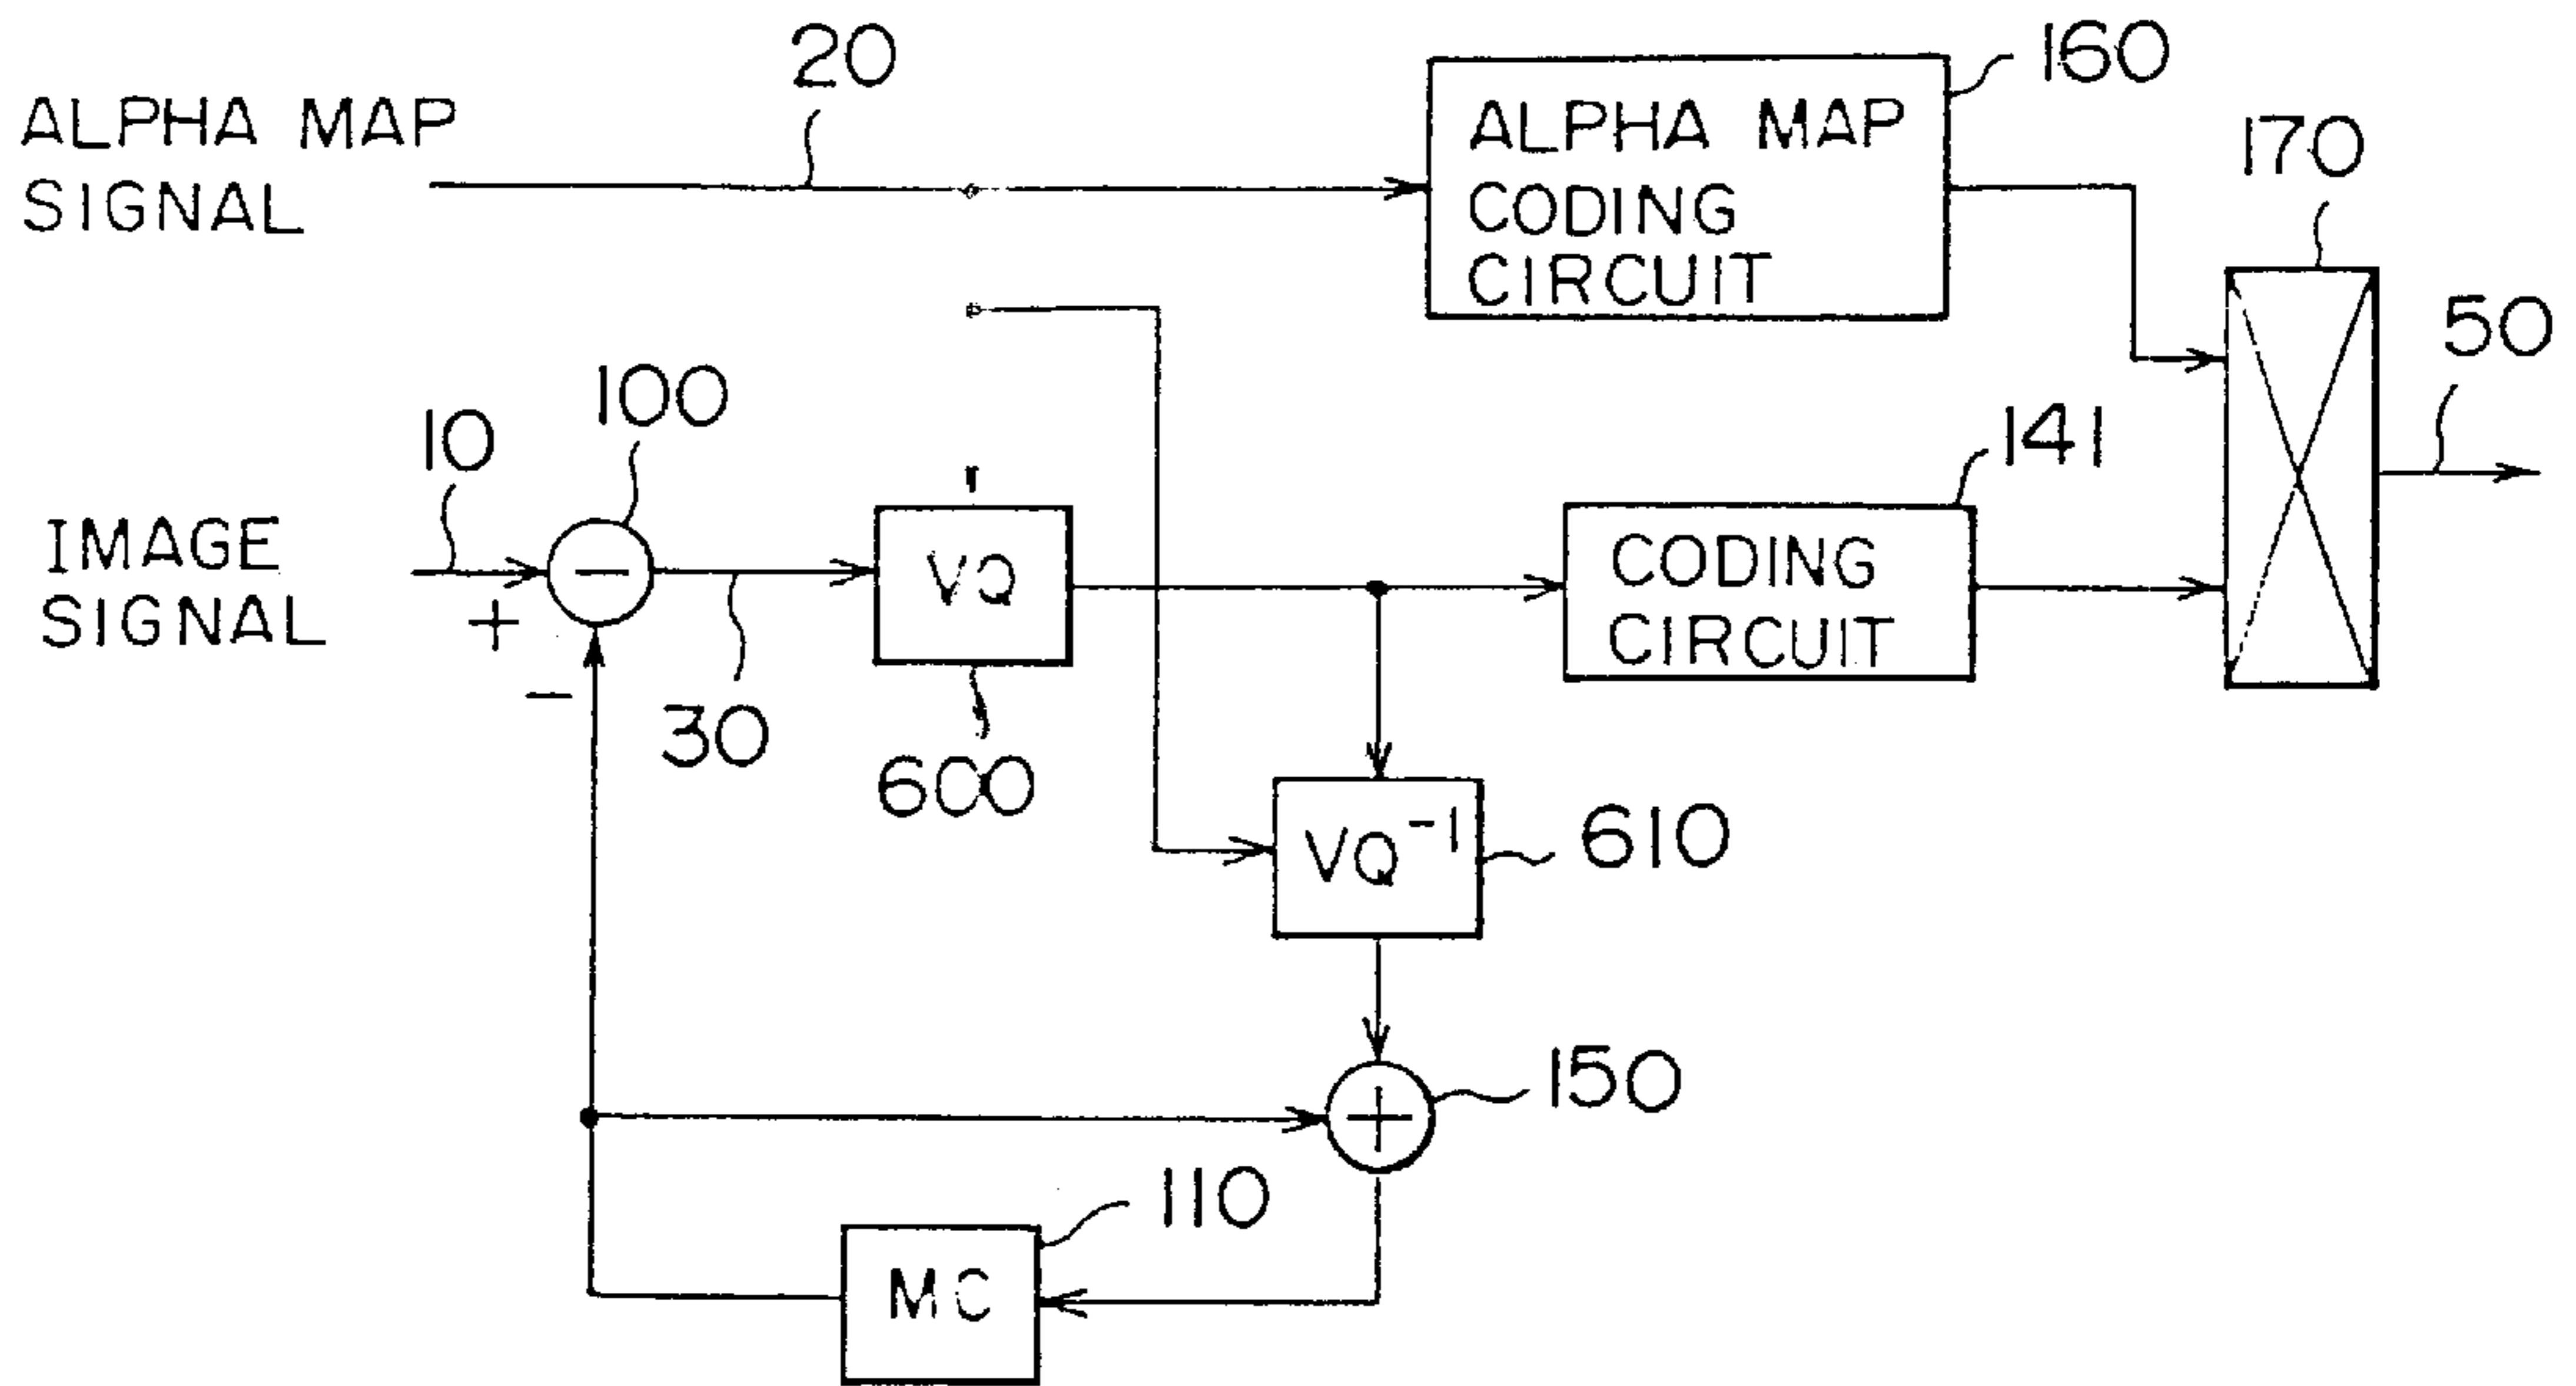 20
160
ALPHA MAP
SIGNAL
ALPHA MAP
CODING
CIRCUIT
170
50
100
10
141
IMAGE
SIGNAL
+
−
−
VQ
CODING
CIRCUIT
30
600
VQ⁻¹
610
+
150
110
MC